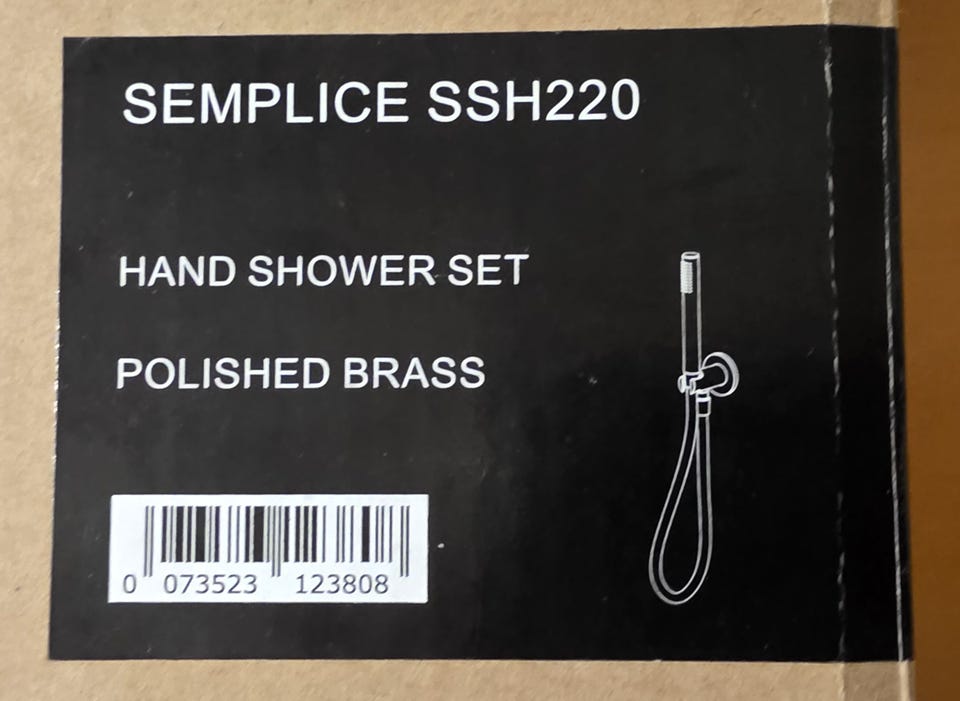 SEMPLICE SSH220
HAND SHOWER SET
POLISHED BRASS
0 073523 123808